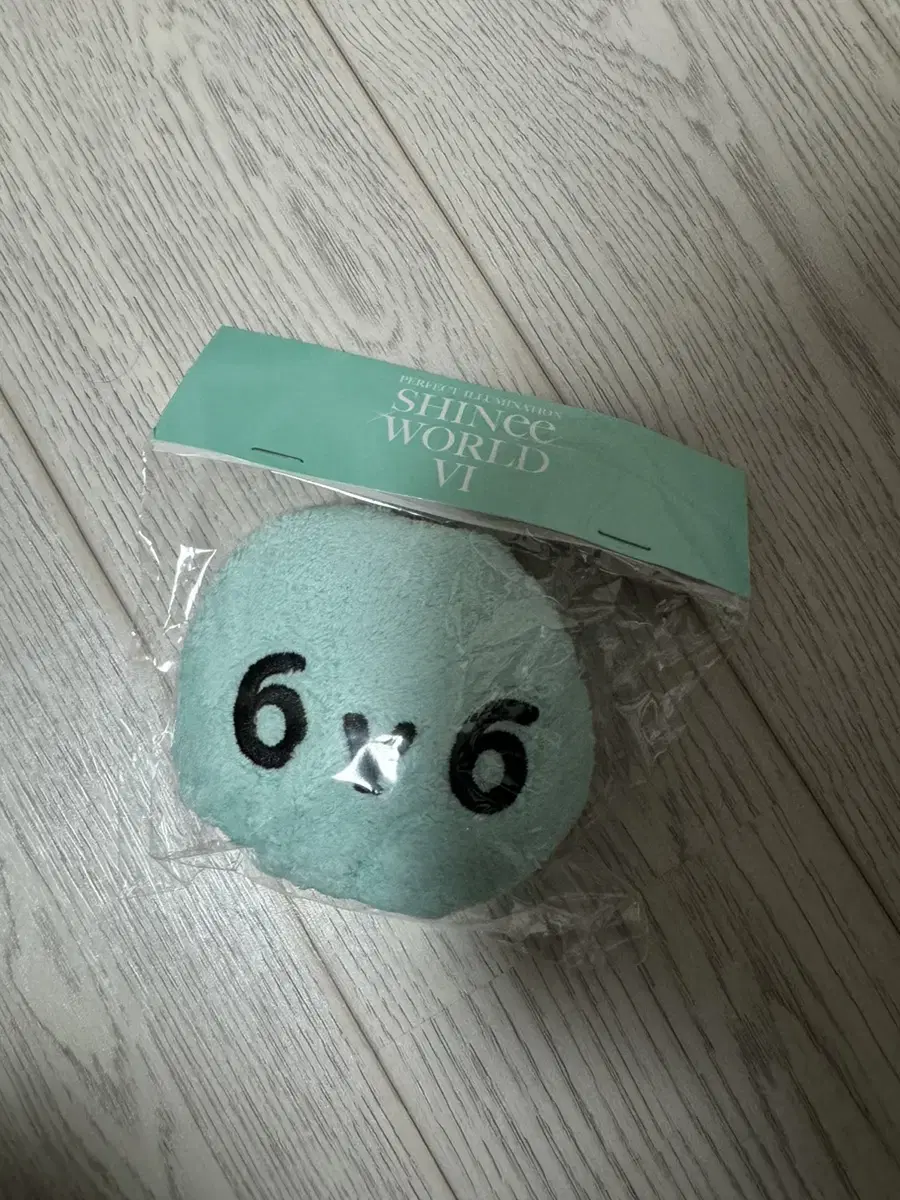 PERFECT ILLUMINATION
SHINee
WORLD
VI
6v6